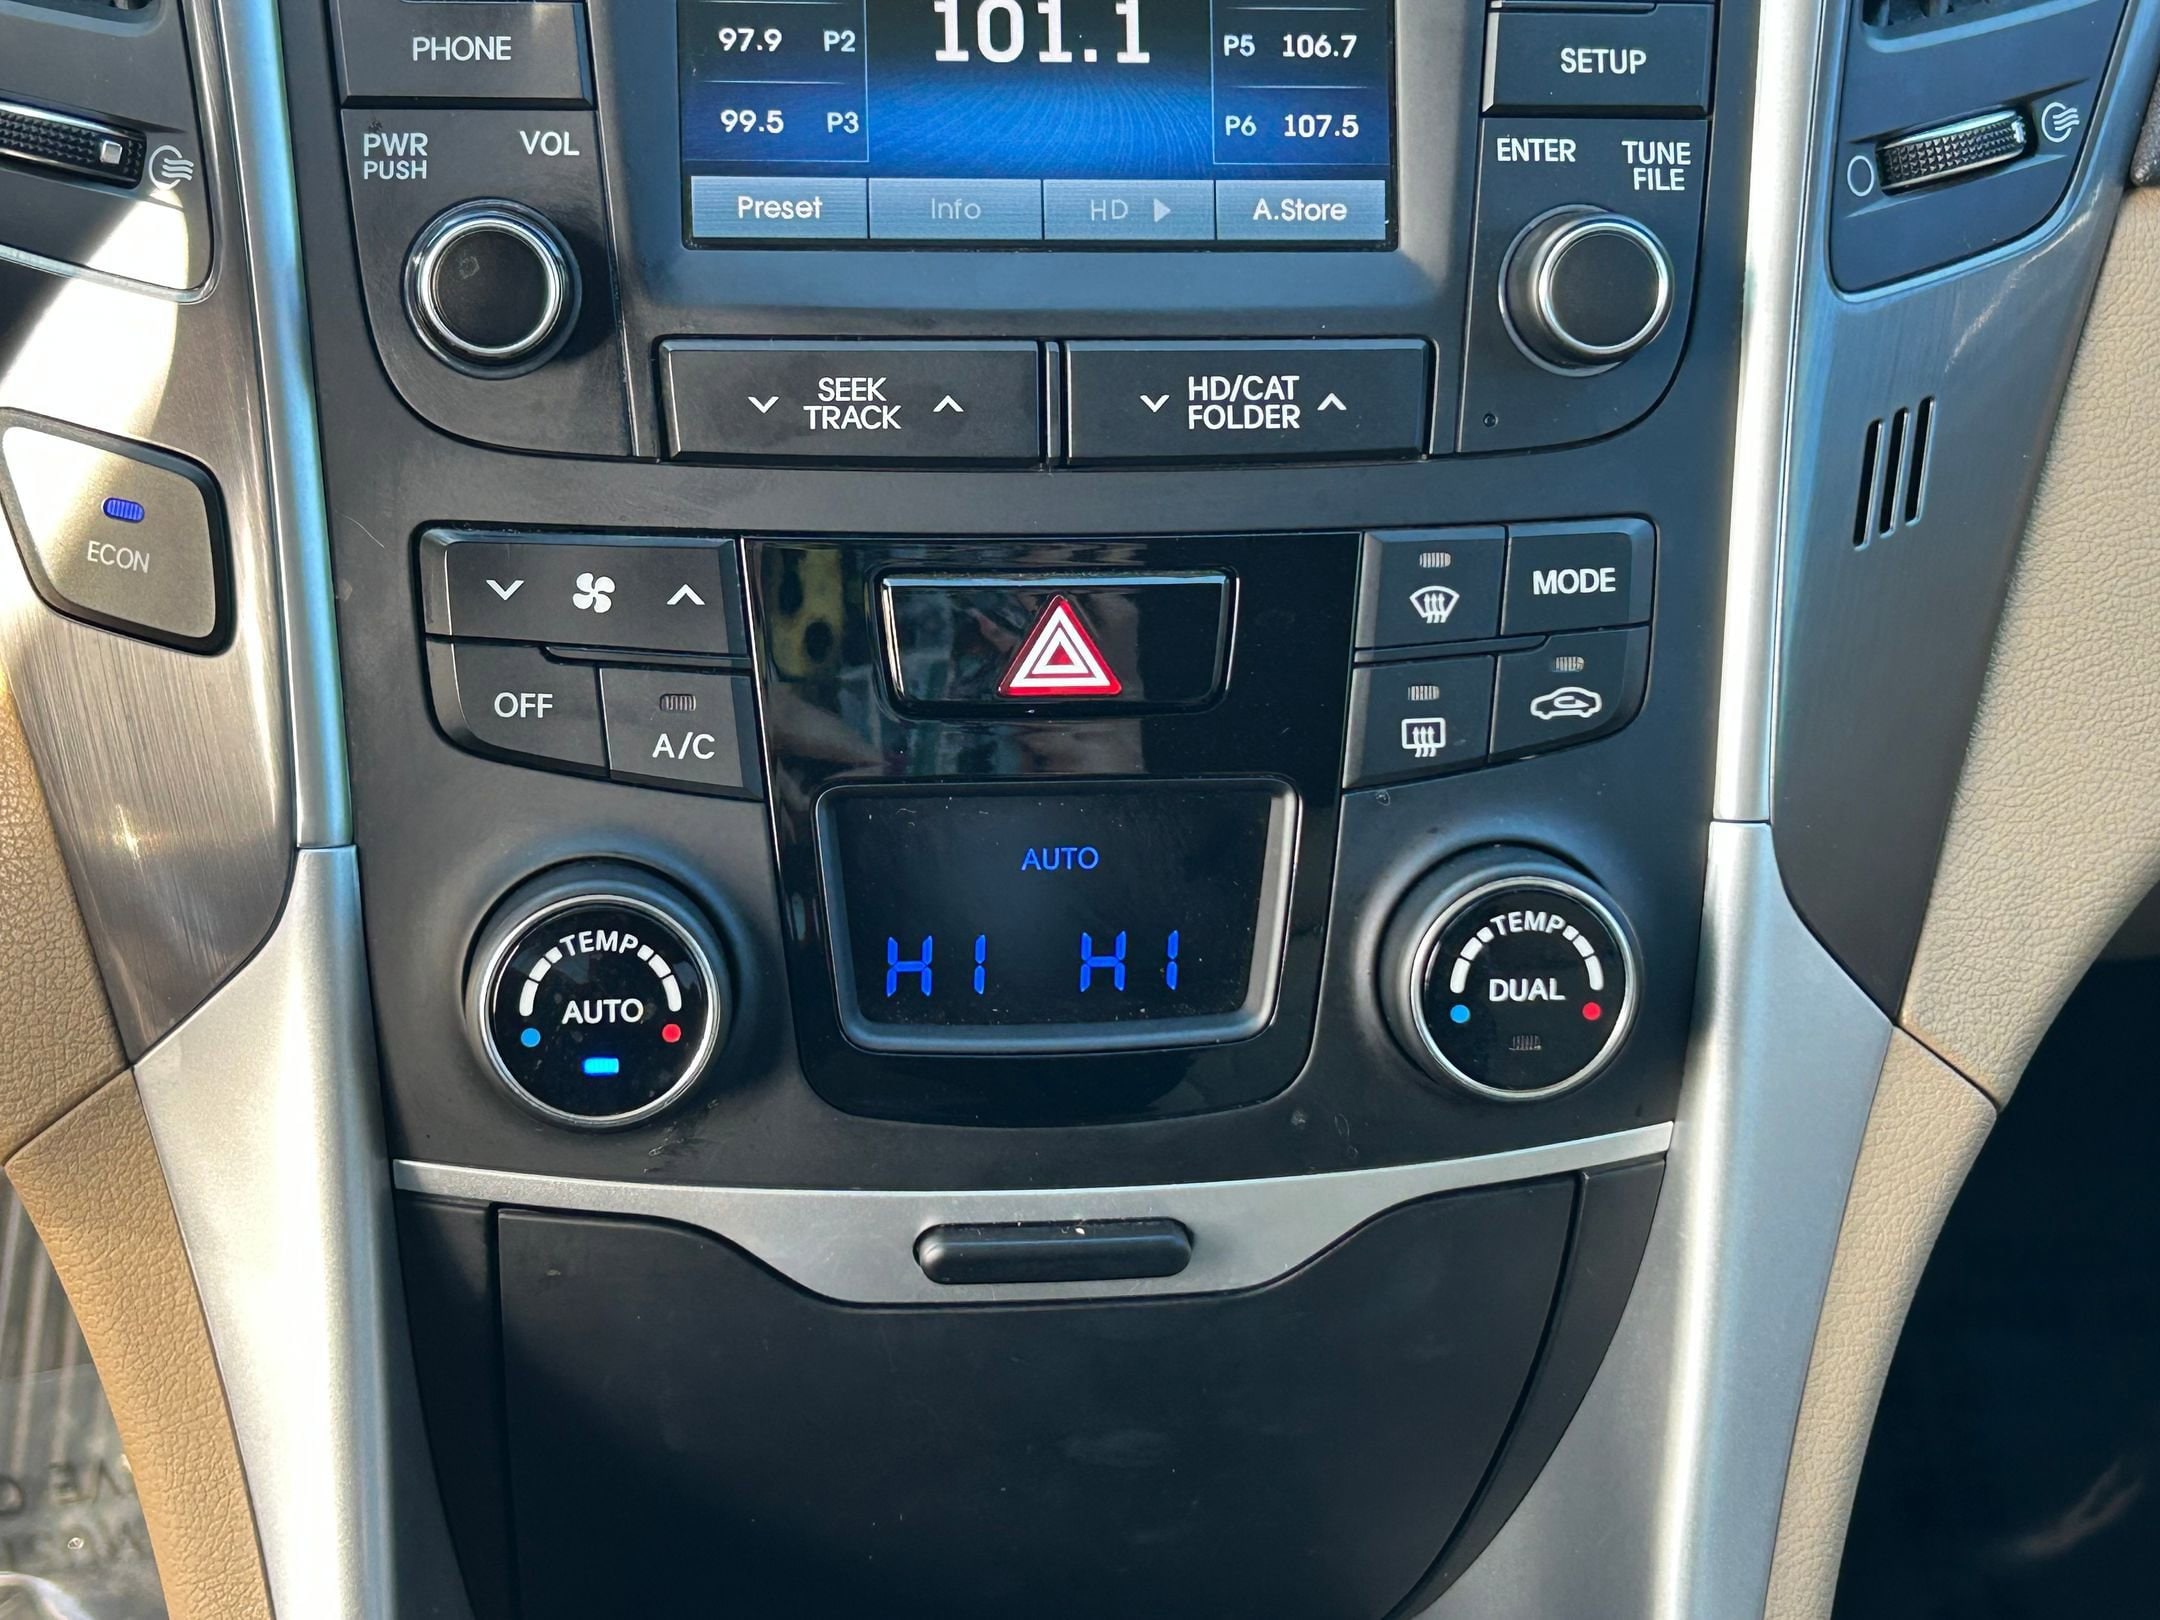 PHONE
97.9 P2
101.1
P5 106.7
SETUP
99.5 P3
P6 107.5
PWR
PUSH
VOL
ENTER
TUNE
FILE
Preset
Info
HD
A.Store
SEEK
TRACK
HD/CAT
FOLDER
ECON
MODE
OFF
A/C
AUTO
HI HI
TEMP
AUTO
TEMP
DUAL